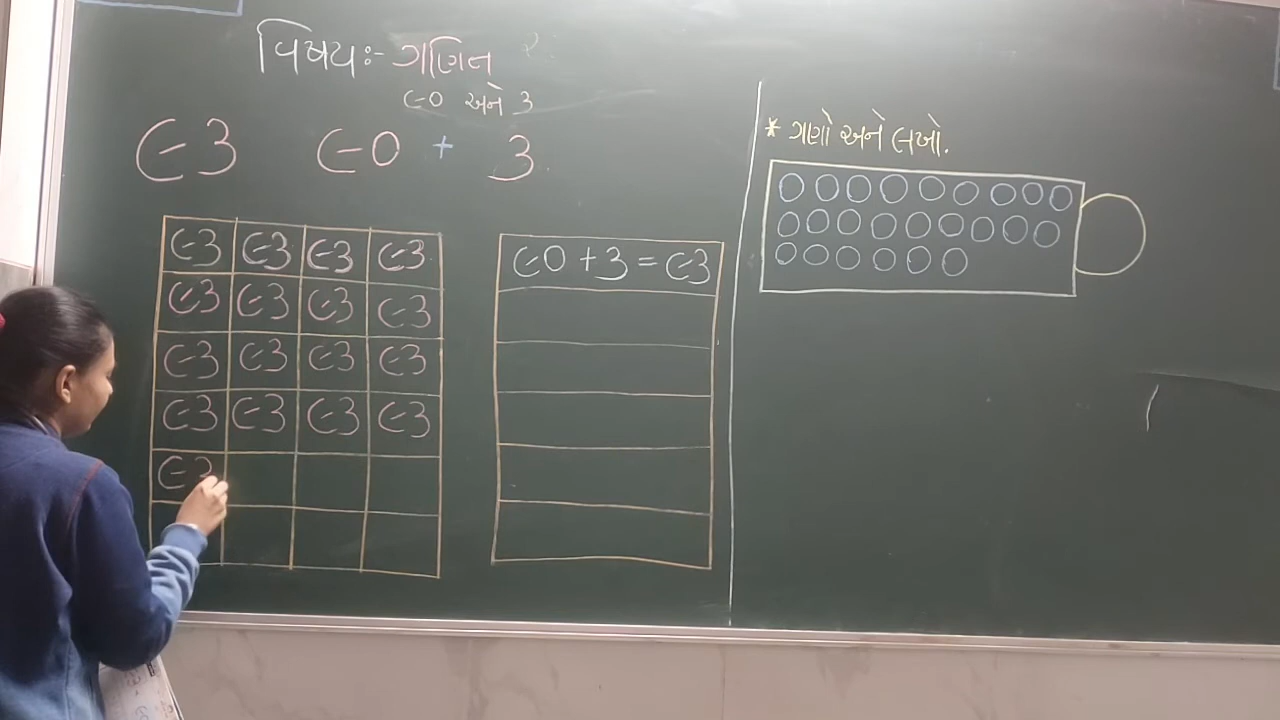 વિષયઃ- ગણિત
૯૦ અને ૩
૯૩ ૯૦ + ૩
૯૩ ૯૩ ૯૩ ૯૩
૯૩ ૯૩ ૯૩ ૯૩
૯૩ ૯૩ ૯૩ ૯૩
૯૩ ૯૩ ૯૩ ૯૩
૯૩
૯૦ + ૩ = ૯૩
* ગણો અને લખો.